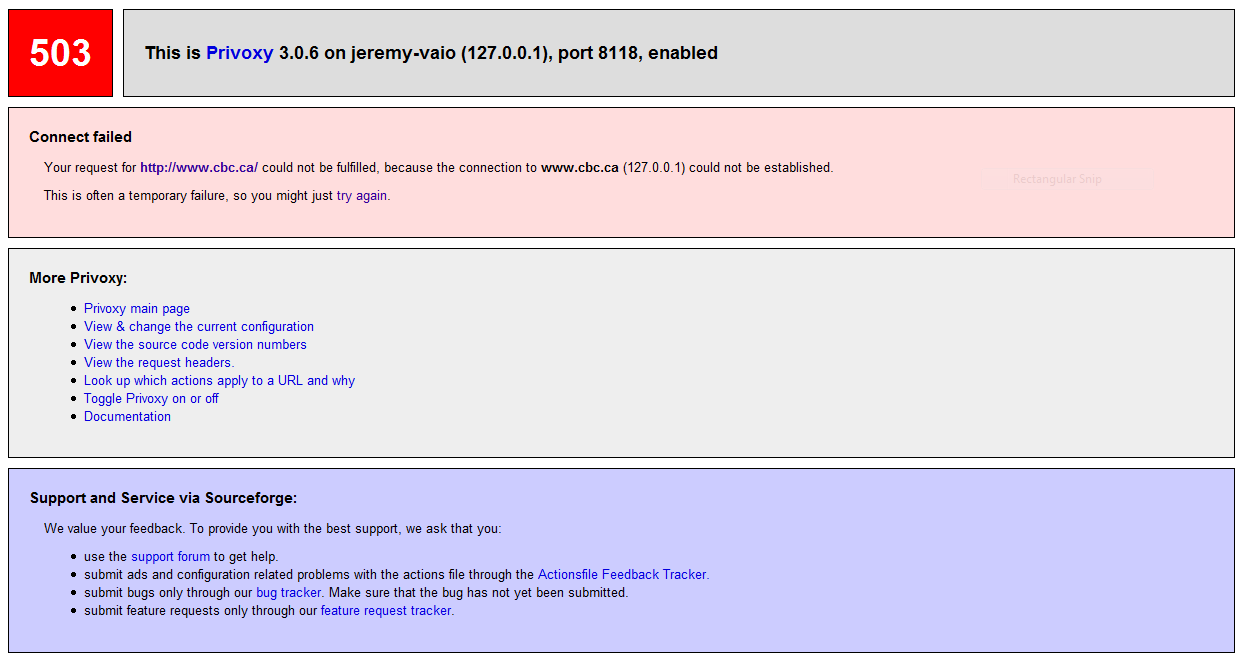 503
This is Privoxy 3.0.6 on jeremy-vaio (127.0.0.1), port 8118, enabled
Connect failed
Your request for http://www.cbc.ca/ could not be fulfilled, because the connection to www.cbc.ca (127.0.0.1) could not be established.
Rectangular Snip
This is often a temporary failure, so you might just try again.
More Privoxy:
Privoxy main page
View & change the current configuration
View the source code version numbers
View the request headers.
Look up which actions apply to a URL and why
Toggle Privoxy on or off
Documentation
Support and Service via Sourceforge:
We value your feedback. To provide you with the best support, we ask that you:
use the support forum to get help.
submit ads and configuration related problems with the actions file through the Actionsfile Feedback Tracker.
submit bugs only through our bug tracker. Make sure that the bug has not yet been submitted.
submit feature requests only through our feature request tracker.